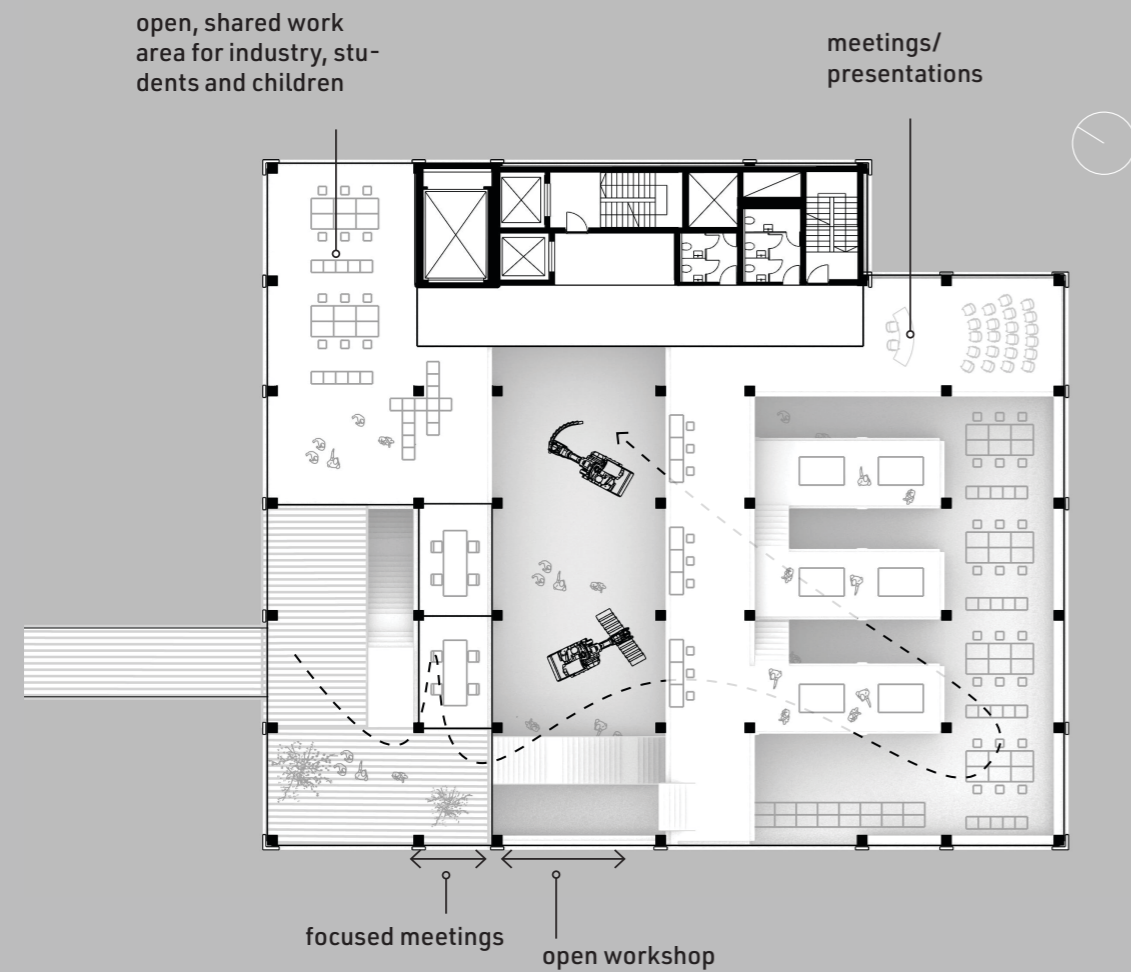 open, shared work
area for industry, stu-
dents and children
meetings/
presentations
focused meetings
open workshop